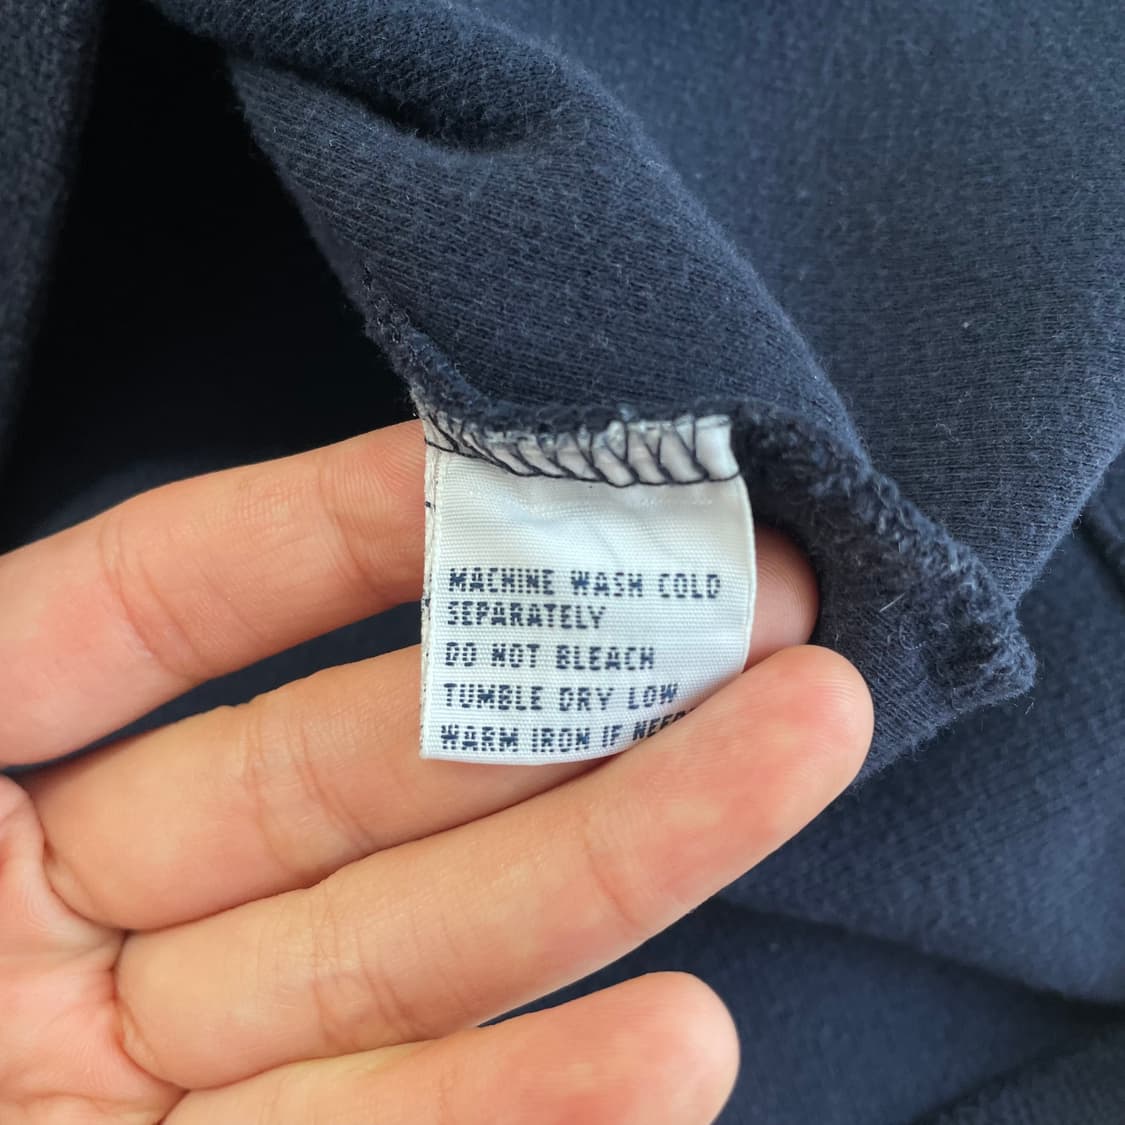 MACHINE WASH COLD
SEPARATELY
DO NOT BLEACH
TUMBLE DRY LOW
WARM IRON IF